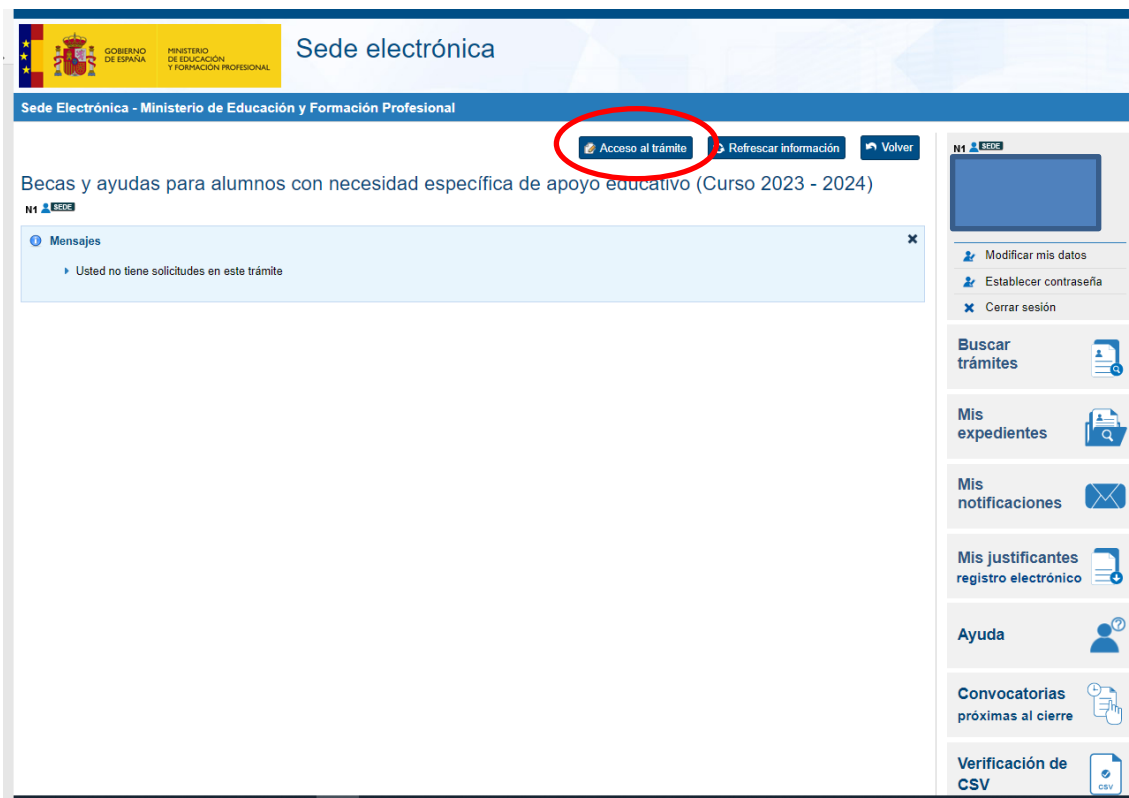 GOBIERNO
DE ESPAÑA
MINISTERIO
DE EDUCACIÓN
Y FORMACIÓN PROFESIONAL
Sede electrónica
Sede Electrónica - Ministerio de Educación y Formación Profesional
Acceso al trámite
Refrescar información
Volver
Becas y ayudas para alumnos con necesidad específica de apoyo educativo (Curso 2023 - 2024)
N1 SEDE
Mensajes
Usted no tiene solicitudes en este trámite
N1 SEDE
Modificar mis datos
Establecer contraseña
Cerrar sesión
Buscar
trámites
Mis
expedientes
Mis
notificaciones
Mis justificantes
registro electrónico
Ayuda
Convocatorias
próximas al cierre
Verificación de
CSV
CSV